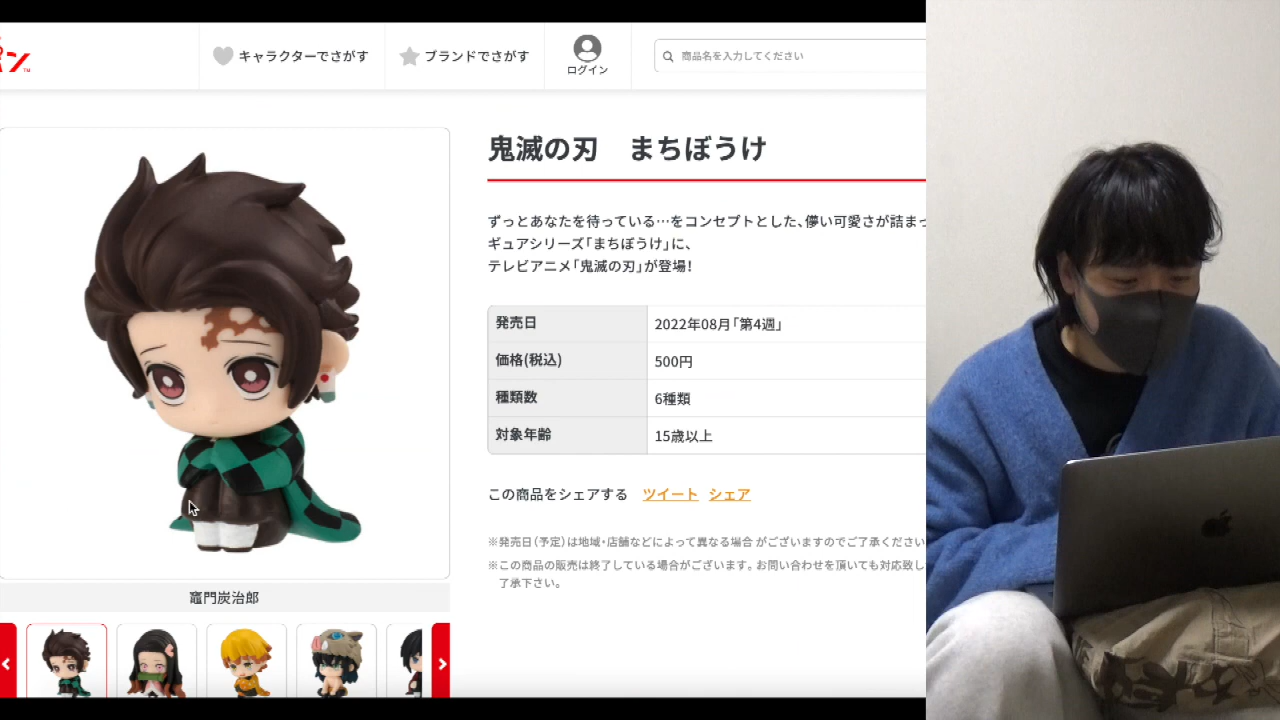 キャラクターでさがす
ブランドでさがす
ログイン
商品名を入力してください
鬼滅の刃 まちぼうけ
ずっとあなたを待っている…をコンセプトとした、儚い可愛さが詰まっ
ギュアシリーズ「まちぼうけ」に、
テレビアニメ「鬼滅の刃」が登場!
発売日 2022年08月「第4週」
価格(税込) 500円
種類数 6種類
対象年齢 15歳以上
この商品をシェアする ツイート シェア
※発売日(予定)は地域・店舗などによって異なる場合がございますのでご了承ください
※この商品の販売は終了している場合がございます。お問い合わせを頂いても対応致し
了承下さい。
竈門炭治郎